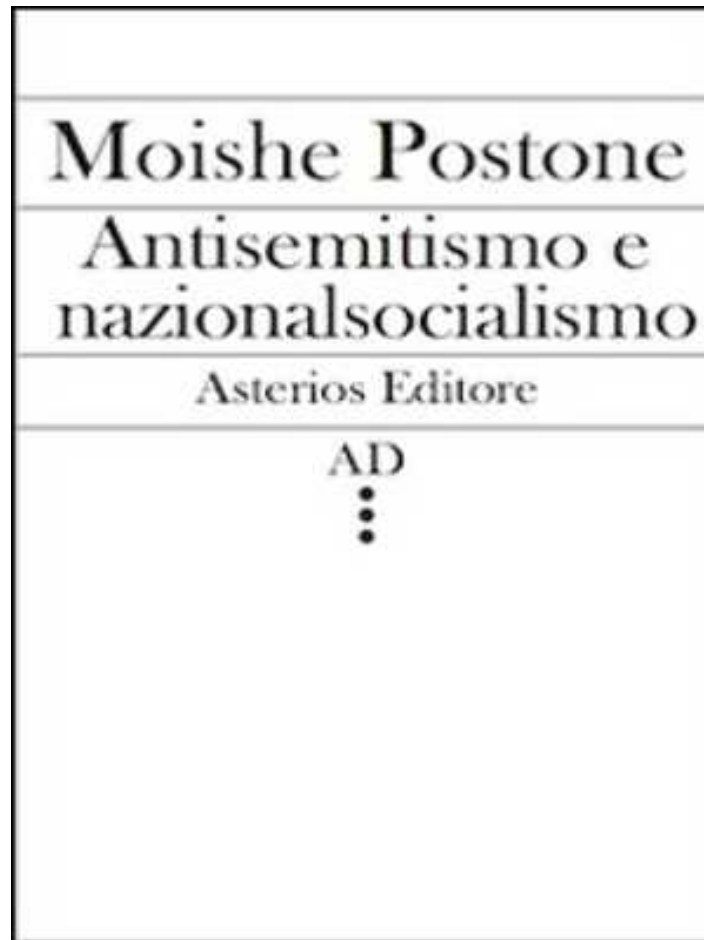 Moishe Postone
Antisemitismo e
nazionalsocialismo
Asterios Editore
AD